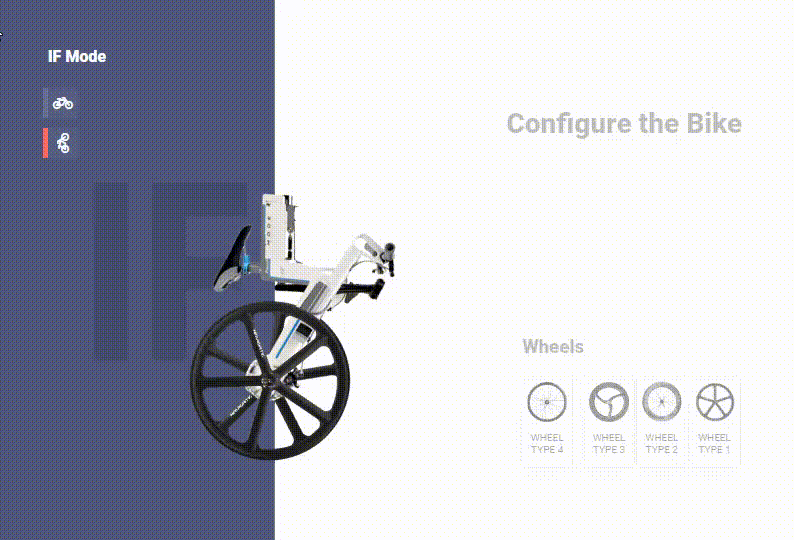 IF Mode
Configure the Bike
IF
Wheels
WHEEL
TYPE 4
WHEEL
TYPE 3
WHEEL
TYPE 2
WHEEL
TYPE 1